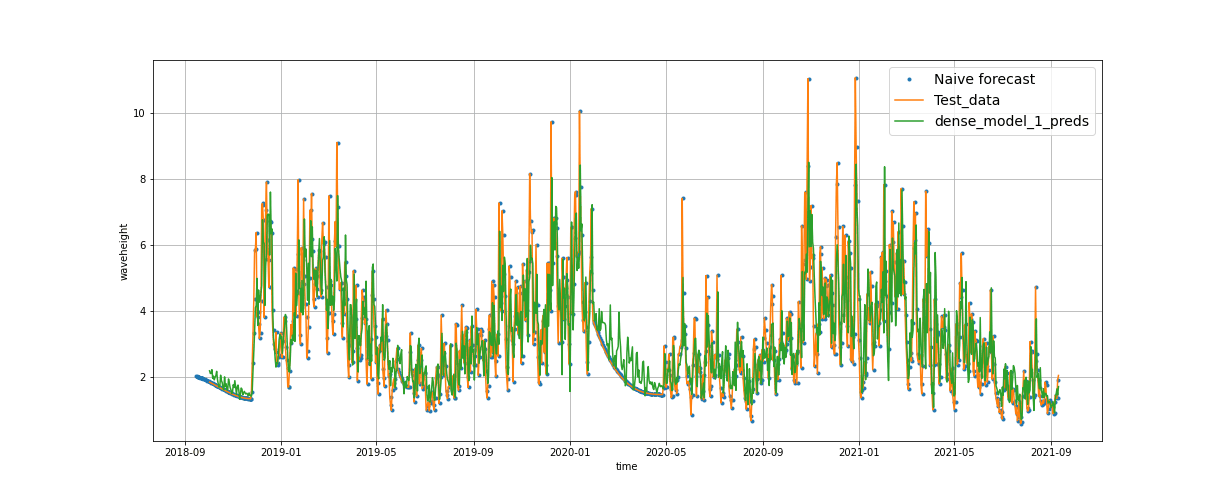 Naive forecast
Test_data
dense_model_1_preds
10
8
6
4
2
waveheight
2018-09 2019-01 2019-05 2019-09 2020-01 2020-05 2020-09 2021-01 2021-05 2021-09
time